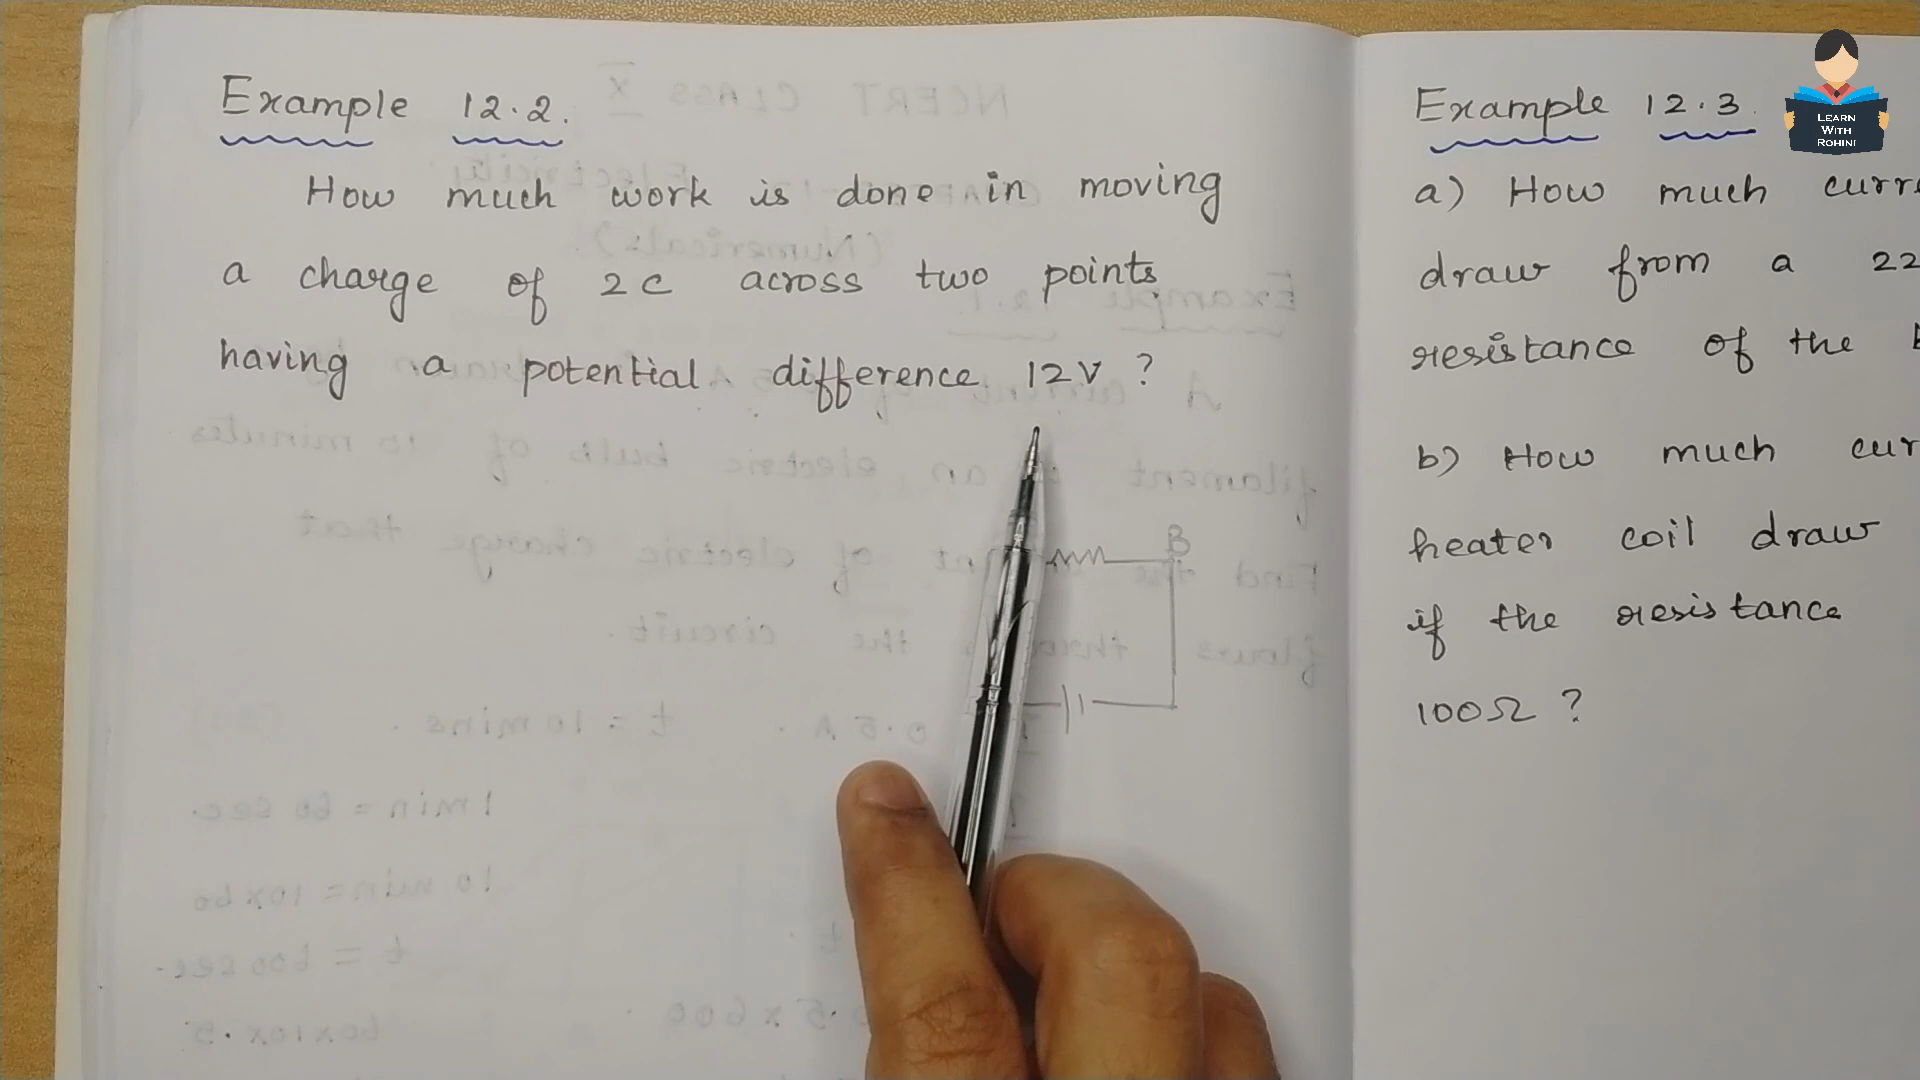 Example 12.2.
How much work is done in moving
a charge of 2C across two points
having a potential difference 12V ?
B
Example 12.3.
a) How much
draw from a
resistance of the
b) How much
heater coil draw
if the resistance
100Ω ?
LEARN
WITH
ROHINI